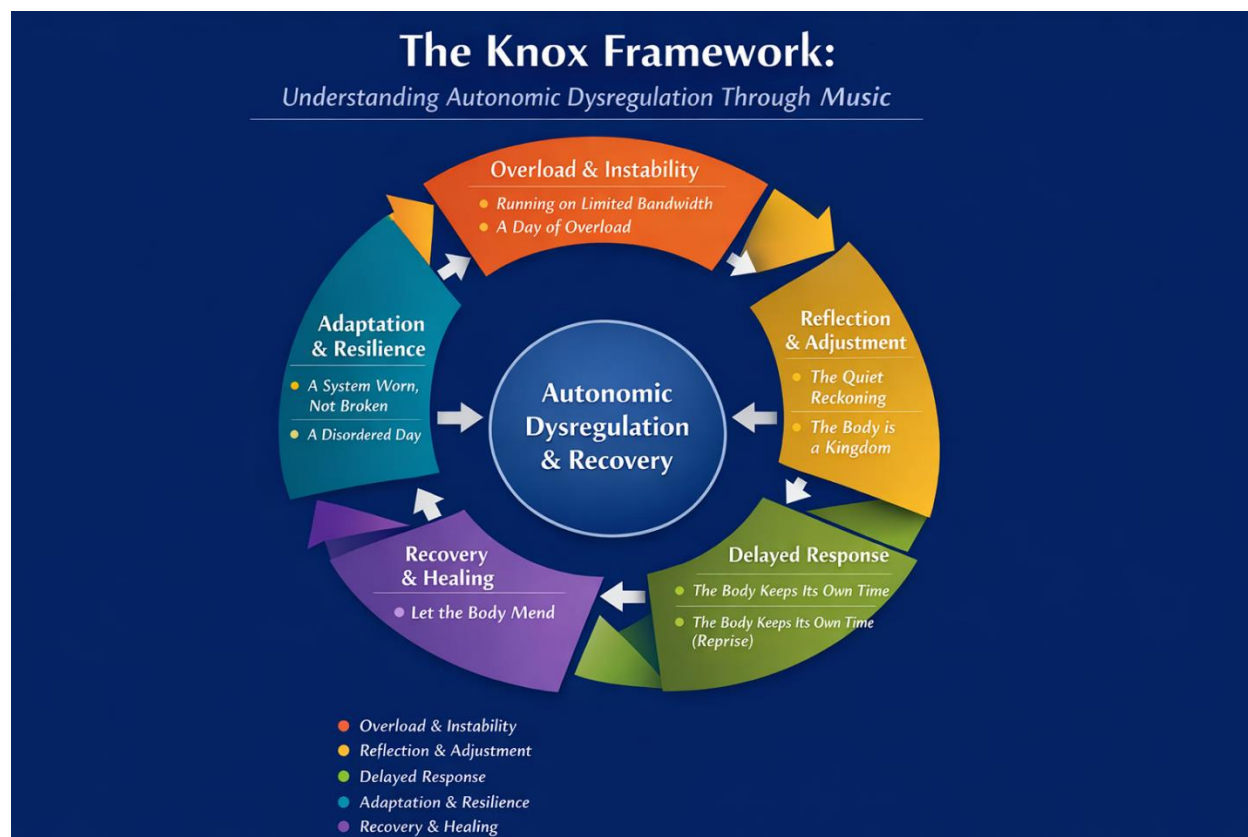 The Knox Framework:
Understanding Autonomic Dysregulation Through Music
Overload & Instability
Running on Limited Bandwidth
A Day of Overload
Reflection
& Adjustment
The Quiet
Reckoning
The Body is
a Kingdom
Delayed Response
The Body Keeps Its Own Time
The Body Keeps Its Own Time
(Reprise)
Recovery
& Healing
Let the Body Mend
Adaptation
& Resilience
A System Worn,
Not Broken
A Disordered Day
Autonomic
Dysregulation
& Recovery
Overload & Instability
Reflection & Adjustment
Delayed Response
Adaptation & Resilience
Recovery & Healing